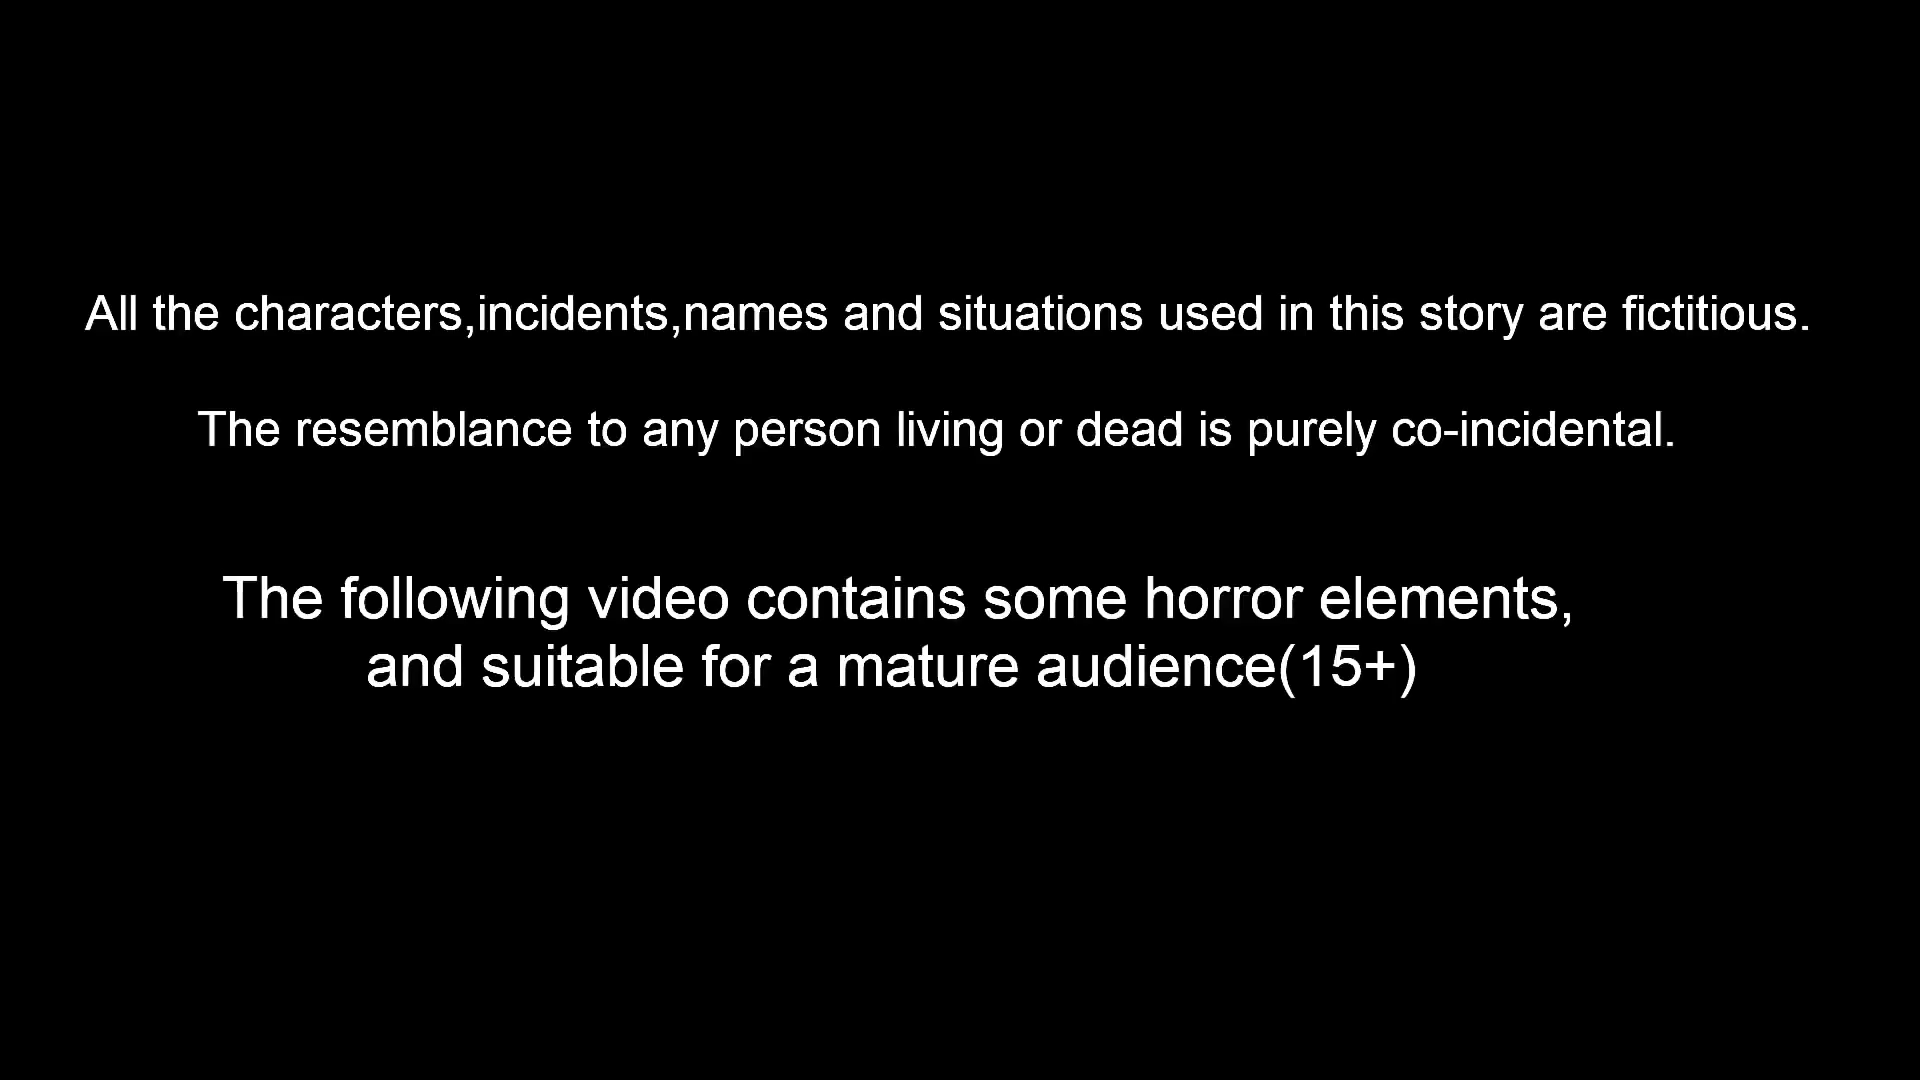 All the characters,incidents,names and situations used in this story are fictitious.
The resemblance to any person living or dead is purely co-incidental.
The following video contains some horror elements,
and suitable for a mature audience(15+)